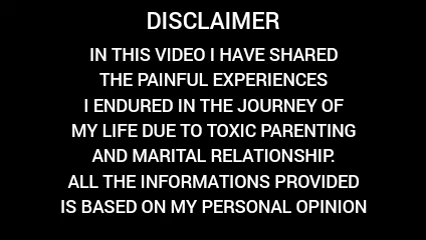 DISCLAIMER
IN THIS VIDEO I HAVE SHARED
THE PAINFUL EXPERIENCES
I ENDURED IN THE JOURNEY OF
MY LIFE DUE TO TOXIC PARENTING
AND MARITAL RELATIONSHIP.
ALL THE INFORMATIONS PROVIDED
IS BASED ON MY PERSONAL OPINION